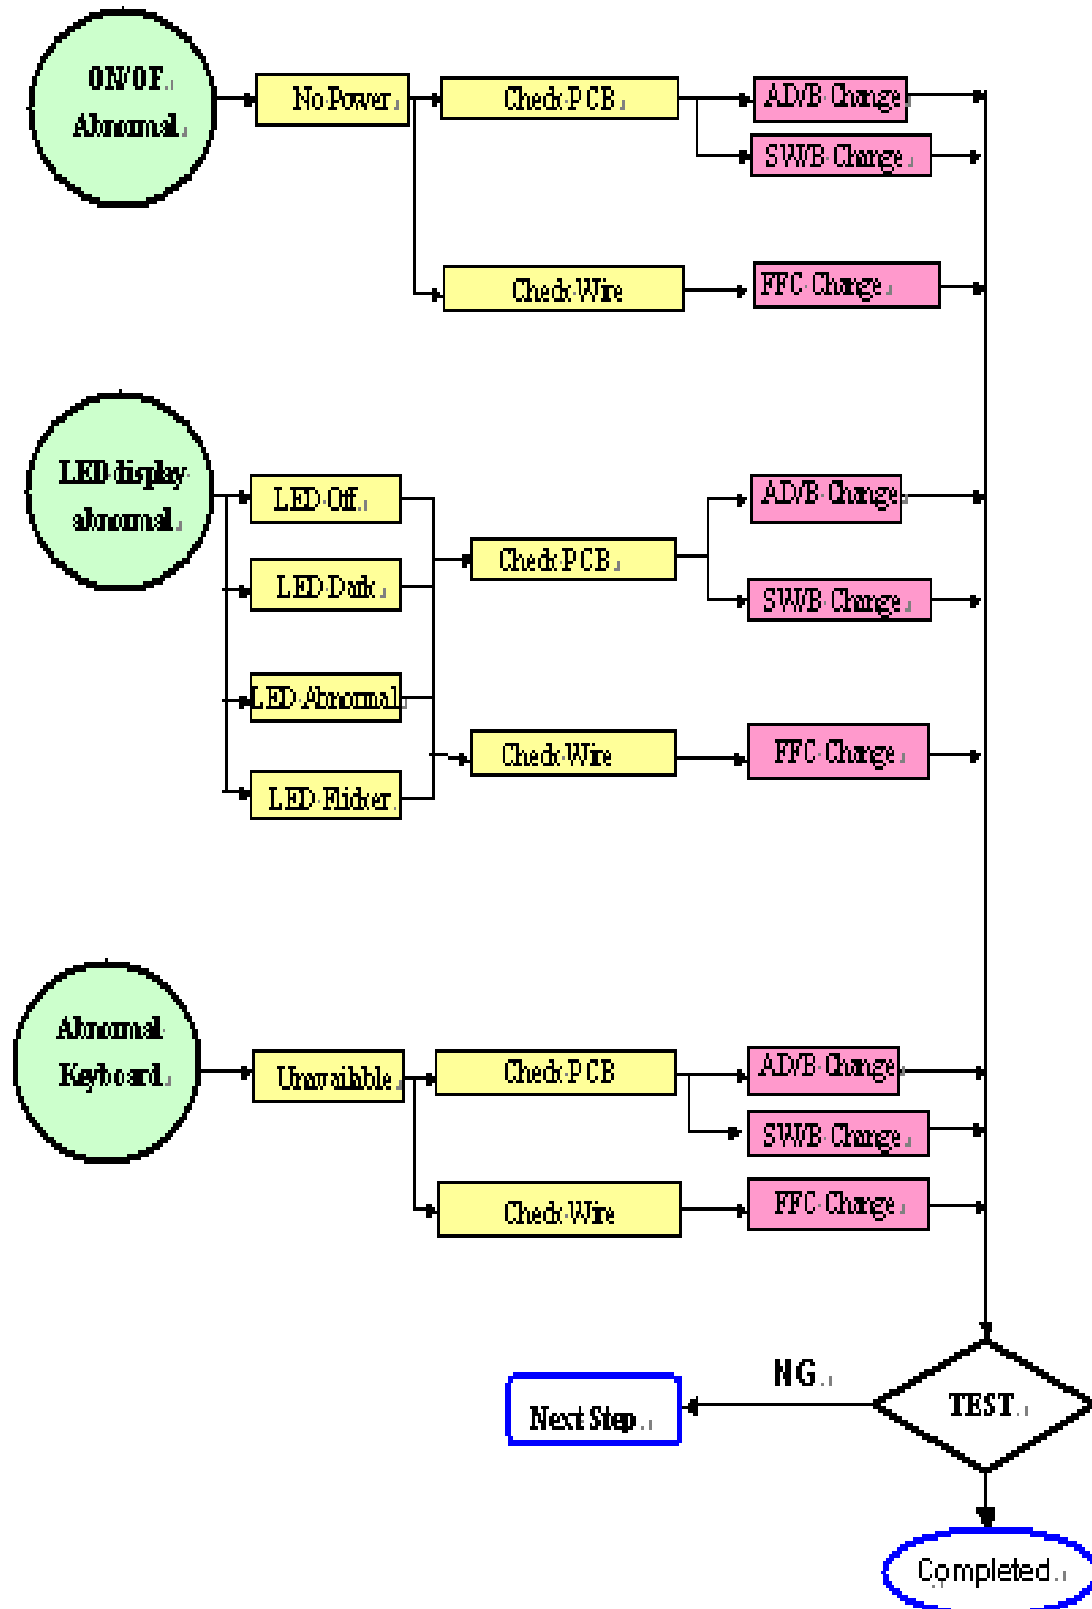 ON/OF
Abnormal
No Power
Check PCB
AD/B Change
SW/B Change
Check Wire
FFC Change
LED display
abnormal
LED Off
LED Dark
LED Abnormal
LED Flicker
Check PCB
AD/B Change
SW/B Change
Check Wire
FFC Change
Abnormal
Keyboard
Unavailable
Check PCB
AD/B Change
SW/B Change
Check Wire
FFC Change
NG
TEST
Next Step
Completed